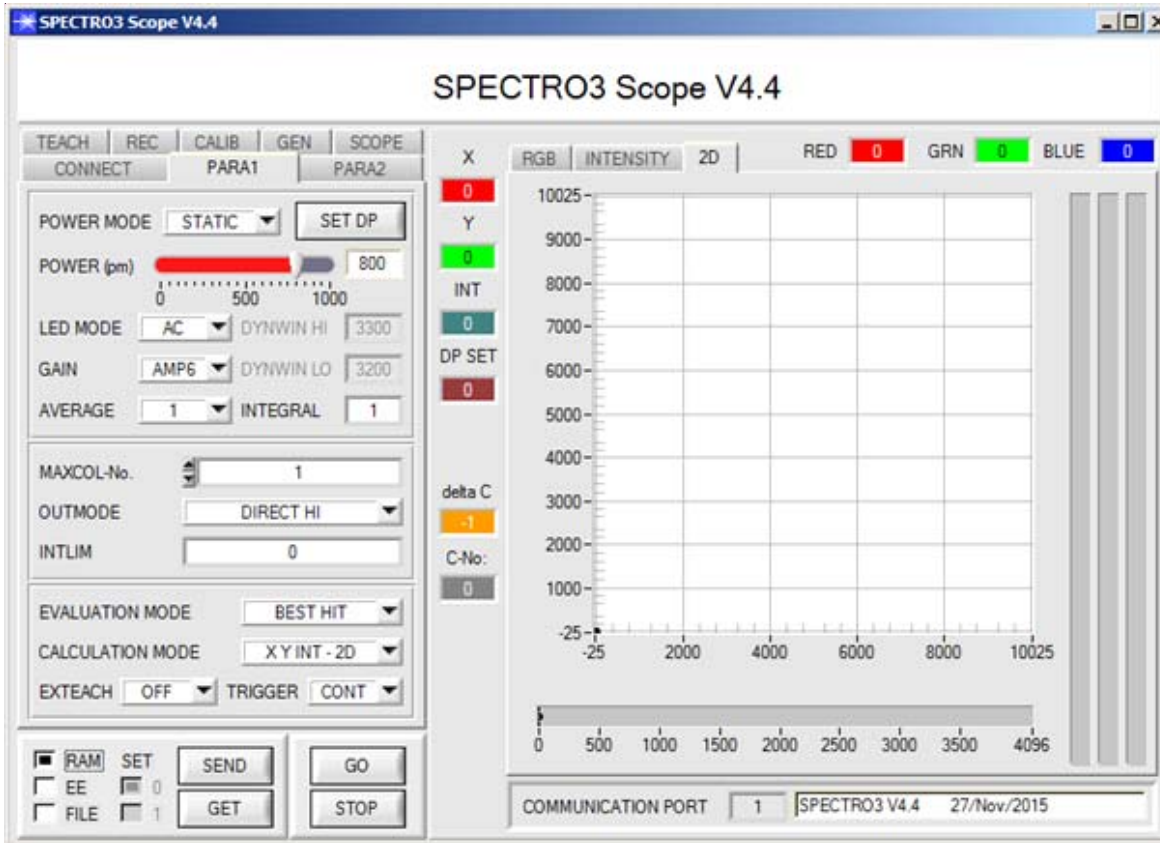 SPECTRO3 Scope V4.4
SPECTRO3 Scope V4.4
TEACH REC CALIB GEN SCOPE
CONNECT PARA1 PARA2
POWER MODE STATIC SET DP
POWER (pm) 800
0 500 1000
LED MODE AC DYNWIN HI 3300
GAIN AMP6 DYNWIN LO 3200
AVERAGE 1 INTEGRAL 1
MAXCOL-No. 1
OUTMODE DIRECT HI
INTLIM 0
EVALUATION MODE BEST HIT
CALCULATION MODE X Y INT - 2D
EXTEACH OFF TRIGGER CONT
RAM SET SEND GO
EE 0
FILE 1 GET STOP
X
0
Y
0
INT
0
DP SET
0
delta C
-1
C-No:
0
RGB INTENSITY 2D RED 0 GRN 0 BLUE 0
10025
9000
8000
7000
6000
5000
4000
3000
2000
1000
-25
-25 2000 4000 6000 8000 10025
0 500 1000 1500 2000 2500 3000 3500 4096
COMMUNICATION PORT 1 SPECTRO3 V4.4 27/Nov/2015